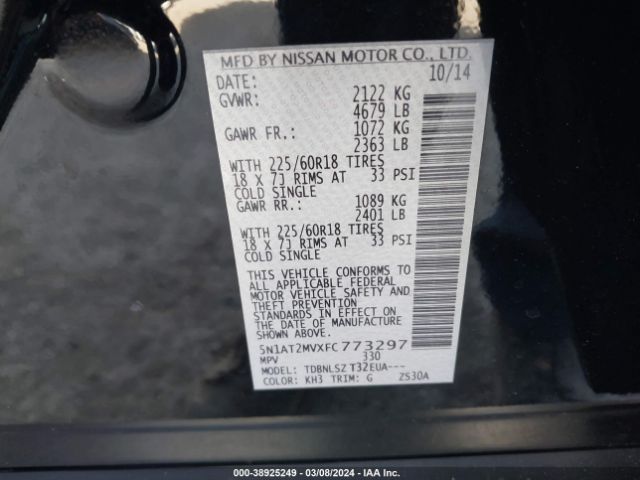 MFD BY NISSAN MOTOR CO., LTD.
DATE: 10/14
GVWR: 2122 KG
4679 LB
GAWR FR.: 1072 KG
2363 LB
WITH 225/60R18 TIRES
18 X 7J RIMS AT 33 PSI
COLD SINGLE
GAWR RR.: 1089 KG
2401 LB
WITH 225/60R18 TIRES
18 X 7J RIMS AT 33 PSI
COLD SINGLE
THIS VEHICLE CONFORMS TO
ALL APPLICABLE FEDERAL
MOTOR VEHICLE SAFETY AND
THEFT PREVENTION
STANDARDS IN EFFECT ON
THE DATE OF MANUFACTURE
SHOWN ABOVE.
5N1AT2MVXFC773297
MPV 330
MODEL: TDBNLSZ T32EUA---
COLOR: KH3 TRIM: G ZS30A
000-38925249 - 03/08/2024 - IAA Inc.